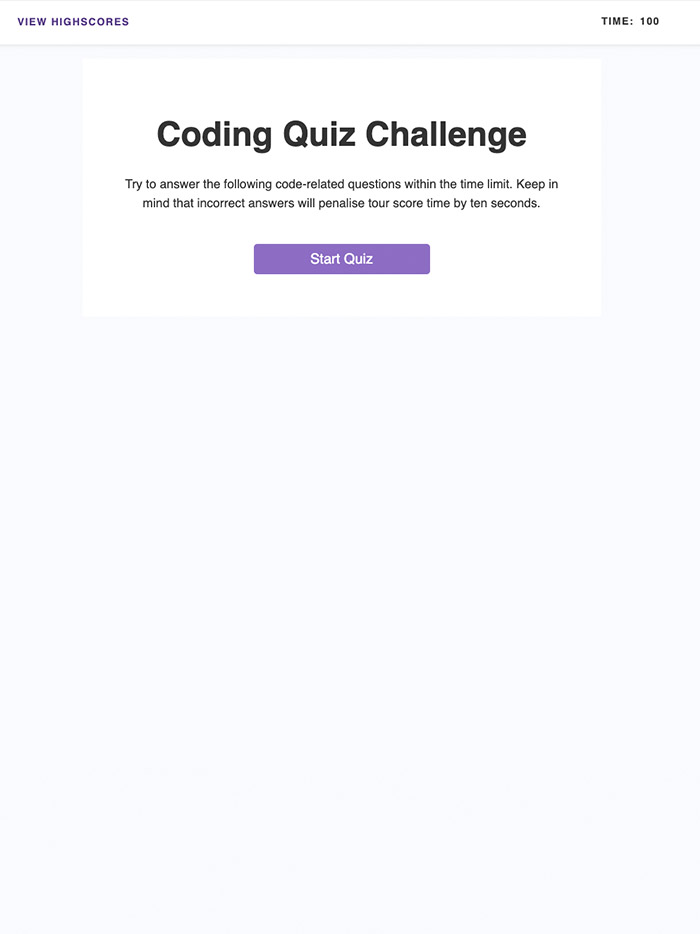 VIEW HIGHSCORES
TIME: 100
Coding Quiz Challenge
Try to answer the following code-related questions within the time limit. Keep in
mind that incorrect answers will penalise tour score time by ten seconds.
Start Quiz